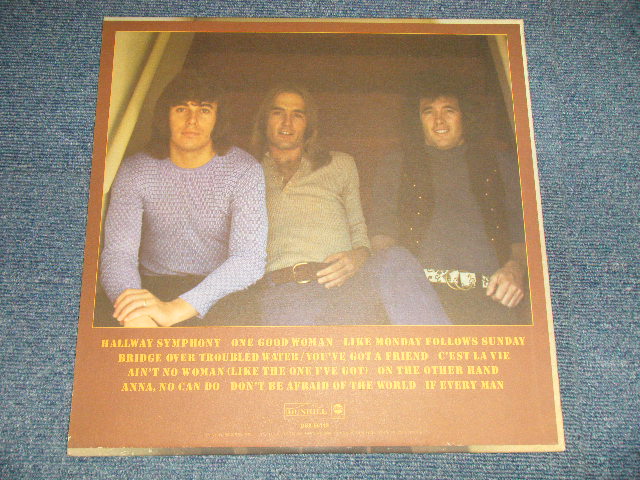 HALLWAY SYMPHONY ONE GOOD WOMAN LIKE MONDAY FOLLOWS SUNDAY
BRIDGE OVER TROUBLED WATER/YOU'VE GOT A FRIEND C'EST LA VIE
AIN'T NO WOMAN (LIKE THE ONE I'VE GOT) ON THE OTHER HAND
ANNA, NO CAN DO DON'T BE AFRAID OF THE WORLD IF EVERY MAN
DUNHILL